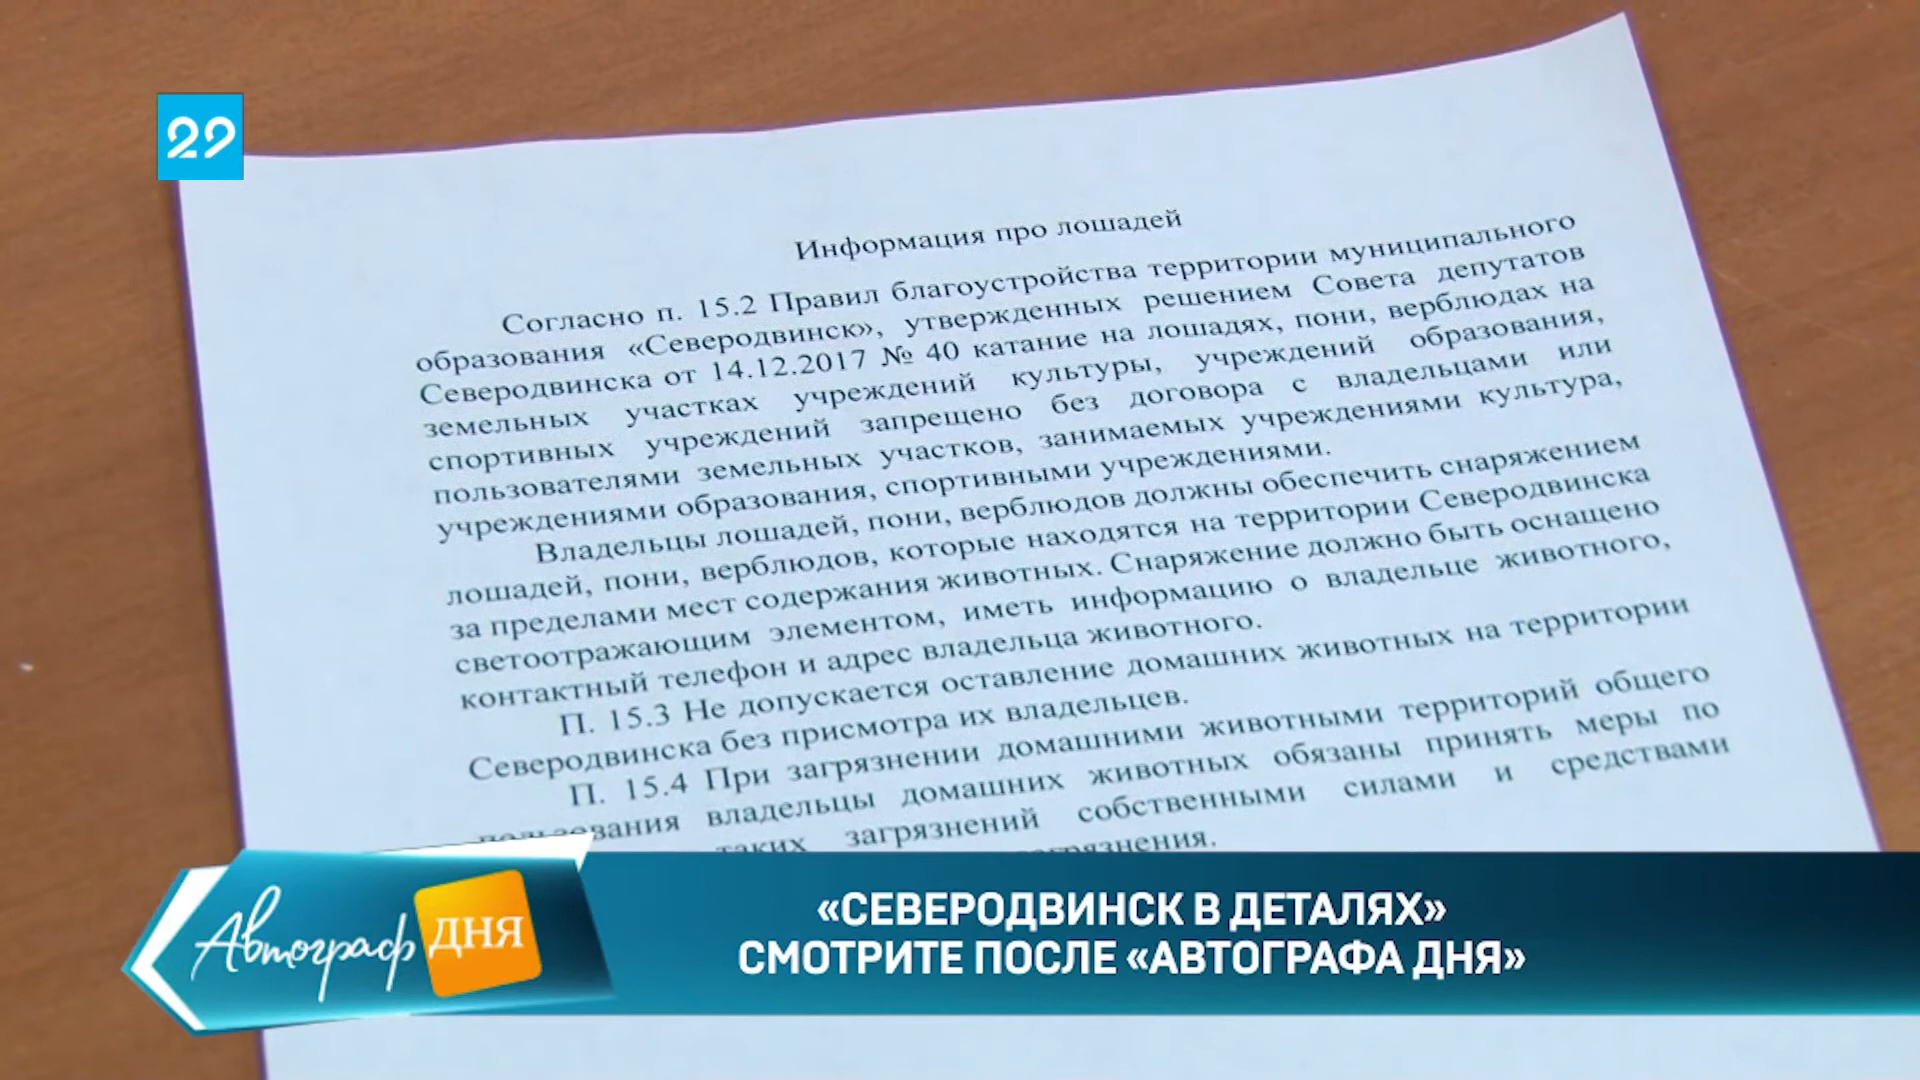 29
Информация про лошадей
Согласно п. 15.2 Правил благоустройства территории муниципального
образования «Северодвинск», утвержденных решением Совета депутатов
Северодвинска от 14.12.2017 № 40 катание на лошадях, пони, верблюдах на
земельных участках учреждений культуры, учреждений образования,
спортивных учреждений запрещено без договора с владельцами или
пользователями земельных участков, занимаемых учреждениями культура,
учреждениями образования, спортивными учреждениями.
Владельцы лошадей, пони, верблюдов должны обеспечить снаряжением
лошадей, пони, верблюдов, которые находятся на территории Северодвинска
за пределами мест содержания животных. Снаряжение должно быть оснащено
светоотражающим элементом, иметь информацию о владельце животного,
контактный телефон и адрес владельца животного.
П. 15.3 Не допускается оставление домашних животных на территории
Северодвинска без присмотра их владельцев.
П. 15.4 При загрязнении домашними животными территорий общего
пользования владельцы домашних животных обязаны принять меры по
таких загрязнений собственными силами и средствами
загрязнения.
Автограф ДНЯ
«СЕВЕРОДВИНСК В ДЕТАЛЯХ»
СМОТРИТЕ ПОСЛЕ «АВТОГРАФА ДНЯ»